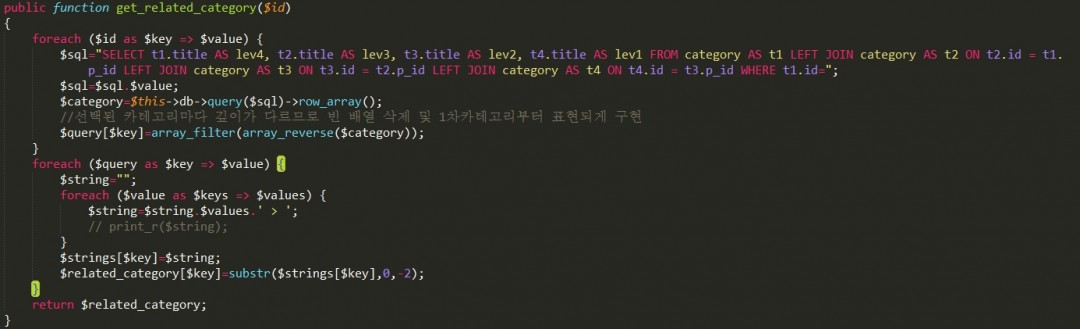 public function get_related_category($id)
{
foreach ($id as $key => $value) {
$sql="SELECT t1.title AS lev4, t2.title AS lev3, t3.title AS lev2, t4.title AS lev1 FROM category AS t1 LEFT JOIN category AS t2 ON t2.id = t1.
p_id LEFT JOIN category AS t3 ON t3.id = t2.p_id LEFT JOIN category AS t4 ON t4.id = t3.p_id WHERE t1.id=";
$sql=$sql.$value;
$category=$this->db->query($sql)->row_array();
//선택된 카테고리마다 깊이가 다르므로 빈 배열 삭제 및 1차카테고리부터 표현되게 구현
$query[$key]=array_filter(array_reverse($category));
}
foreach ($query as $key => $value) {
$string="";
foreach ($value as $keys => $values) {
$string=$string.$values.' > ';
// print_r($string);
}
$strings[$key]=$string;
$related_category[$key]=substr($strings[$key],0,-2);
}
return $related_category;
}